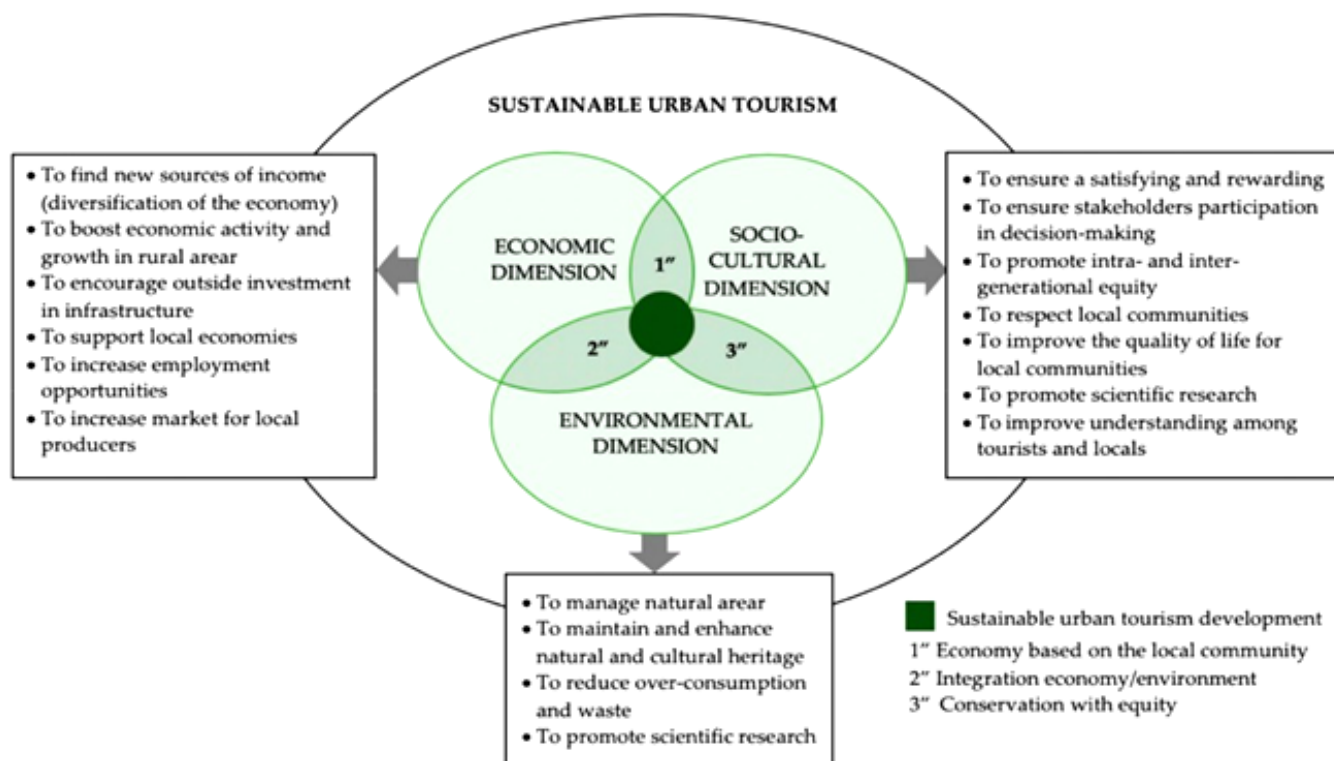 SUSTAINABLE URBAN TOURISM
• To find new sources of income
(diversification of the economy)
• To boost economic activity and
growth in rural arear
• To encourage outside investment
in infrastructure
• To support local economies
• To increase employment
opportunities
• To increase market for local
producers
ECONOMIC
DIMENSION
1”
SOCIO-
CULTURAL
DIMENSION
2”
3”
ENVIRONMENTAL
DIMENSION
• To ensure a satisfying and rewarding
• To ensure stakeholders participation
in decision-making
• To promote intra- and inter-
generational equity
• To respect local communities
• To improve the quality of life for
local communities
• To promote scientific research
• To improve understanding among
tourists and locals
• To manage natural arear
• To maintain and enhance
natural and cultural heritage
• To reduce over-consumption
and waste
• To promote scientific research
Sustainable urban tourism development
1” Economy based on the local community
2” Integration economy/environment
3” Conservation with equity